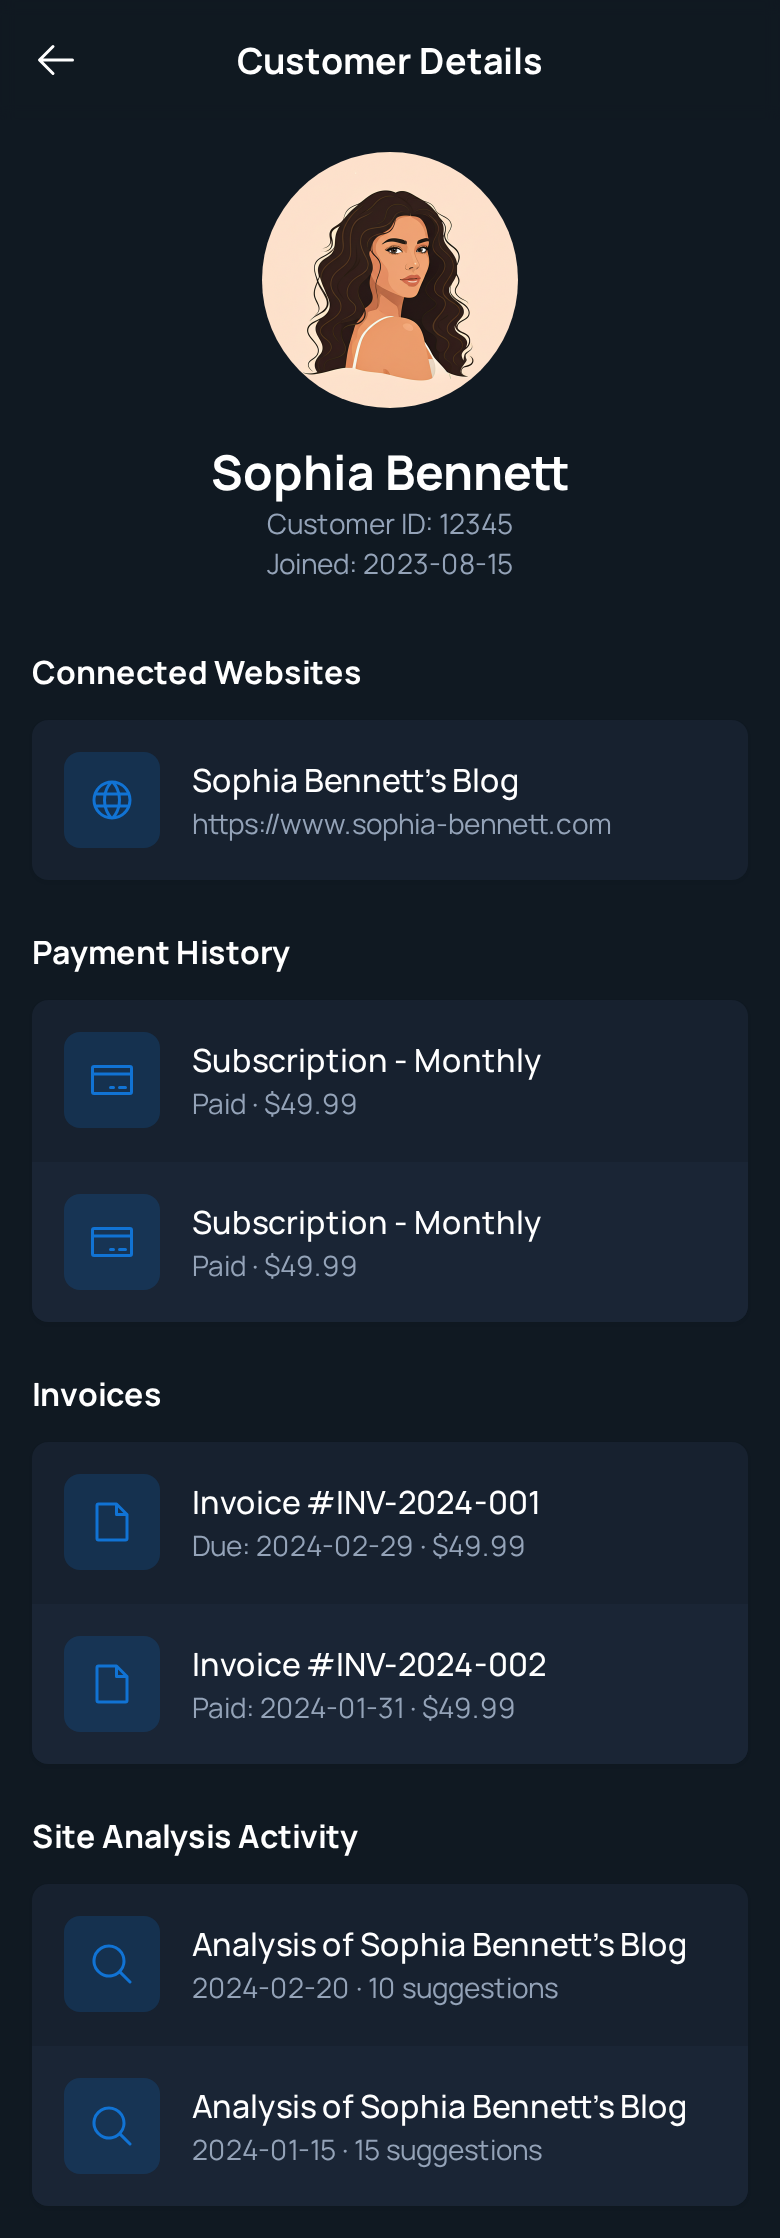 Customer Details
Sophia Bennett
Customer ID: 12345
Joined: 2023-08-15
Connected Websites
Sophia Bennett’s Blog
https://www.sophia-bennett.com
Payment History
Subscription - Monthly
Paid · $49.99
Subscription - Monthly
Paid · $49.99
Invoices
Invoice #INV-2024-001
Due: 2024-02-29 · $49.99
Invoice #INV-2024-002
Paid: 2024-01-31 · $49.99
Site Analysis Activity
Analysis of Sophia Bennett’s Blog
2024-02-20 · 10 suggestions
Analysis of Sophia Bennett’s Blog
2024-01-15 · 15 suggestions